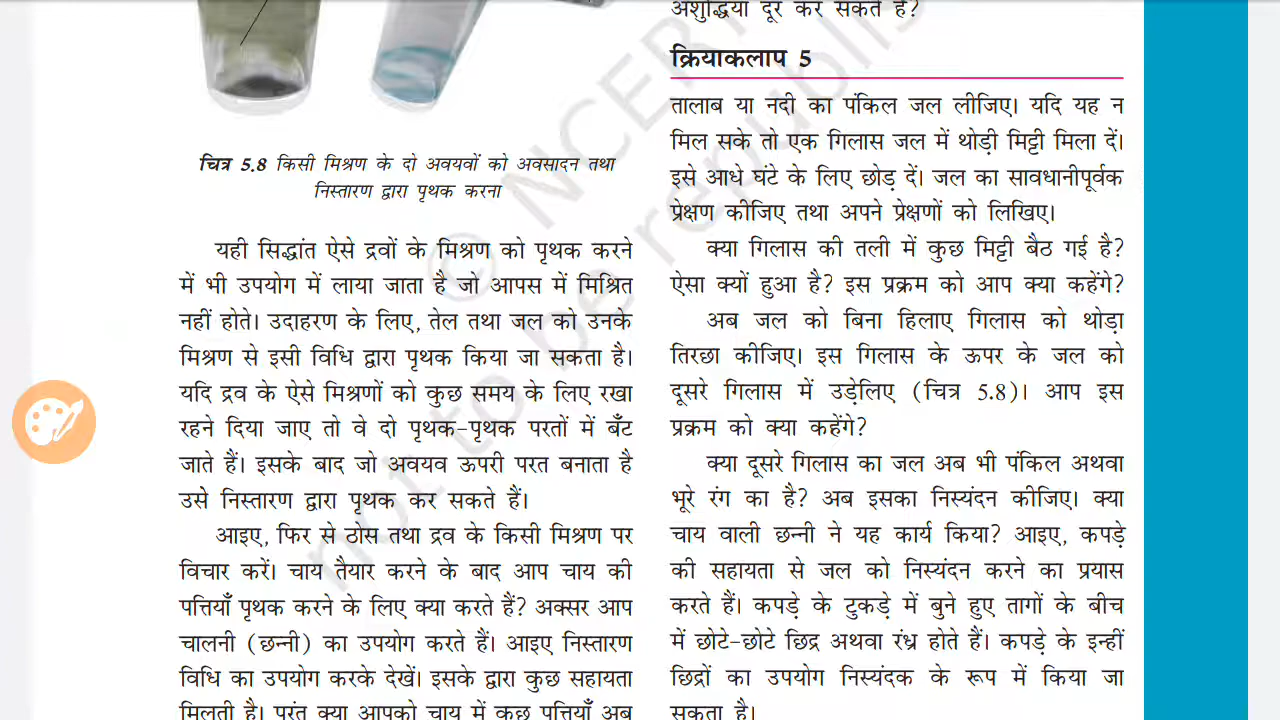 चित्र 5.8 किसी मिश्रण के दो अवयवों को अवसादन तथा
निस्तारण द्वारा पृथक करना
यही सिद्धांत ऐसे द्रवों के मिश्रण को पृथक करने
में भी उपयोग में लाया जाता है जो आपस में मिश्रित
नहीं होते। उदाहरण के लिए, तेल तथा जल को उनके
मिश्रण से इसी विधि द्वारा पृथक किया जा सकता है।
यदि द्रव के ऐसे मिश्रणों को कुछ समय के लिए रखा
रहने दिया जाए तो वे दो पृथक-पृथक परतों में बँट
जाते हैं। इसके बाद जो अवयव ऊपरी परत बनाता है
उसे निस्तारण द्वारा पृथक कर सकते हैं।
आइए, फिर से ठोस तथा द्रव के किसी मिश्रण पर
विचार करें। चाय तैयार करने के बाद आप चाय की
पत्तियाँ पृथक करने के लिए क्या करते हैं? अक्सर आप
चालनी (छन्नी) का उपयोग करते हैं। आइए निस्तारण
विधि का उपयोग करके देखें। इसके द्वारा कुछ सहायता
मिलती है। परंतु क्या आपको चाय में कुछ पत्तियाँ अब
अशुद्धियाँ दूर कर सकते हैं?
क्रियाकलाप 5
तालाब या नदी का पंकिल जल लीजिए। यदि यह न
मिल सके तो एक गिलास जल में थोड़ी मिट्टी मिला दें।
इसे आधे घंटे के लिए छोड़ दें। जल का सावधानीपूर्वक
प्रेक्षण कीजिए तथा अपने प्रेक्षणों को लिखिए।
क्या गिलास की तली में कुछ मिट्टी बैठ गई है?
ऐसा क्यों हुआ है? इस प्रक्रम को आप क्या कहेंगे?
अब जल को बिना हिलाए गिलास को थोड़ा
तिरछा कीजिए। इस गिलास के ऊपर के जल को
दूसरे गिलास में उड़ेलिए (चित्र 5.8)। आप इस
प्रक्रम को क्या कहेंगे?
क्या दूसरे गिलास का जल अब भी पंकिल अथवा
भूरे रंग का है? अब इसका निस्यंदन कीजिए। क्या
चाय वाली छन्नी ने यह कार्य किया? आइए, कपड़े
की सहायता से जल को निस्यंदन करने का प्रयास
करते हैं। कपड़े के टुकड़े में बुने हुए तागों के बीच
में छोटे-छोटे छिद्र अथवा रंध्र होते हैं। कपड़े के इन्हीं
छिद्रों का उपयोग निस्यंदक के रूप में किया जा
सकता है।
© NCERT
not to be republis